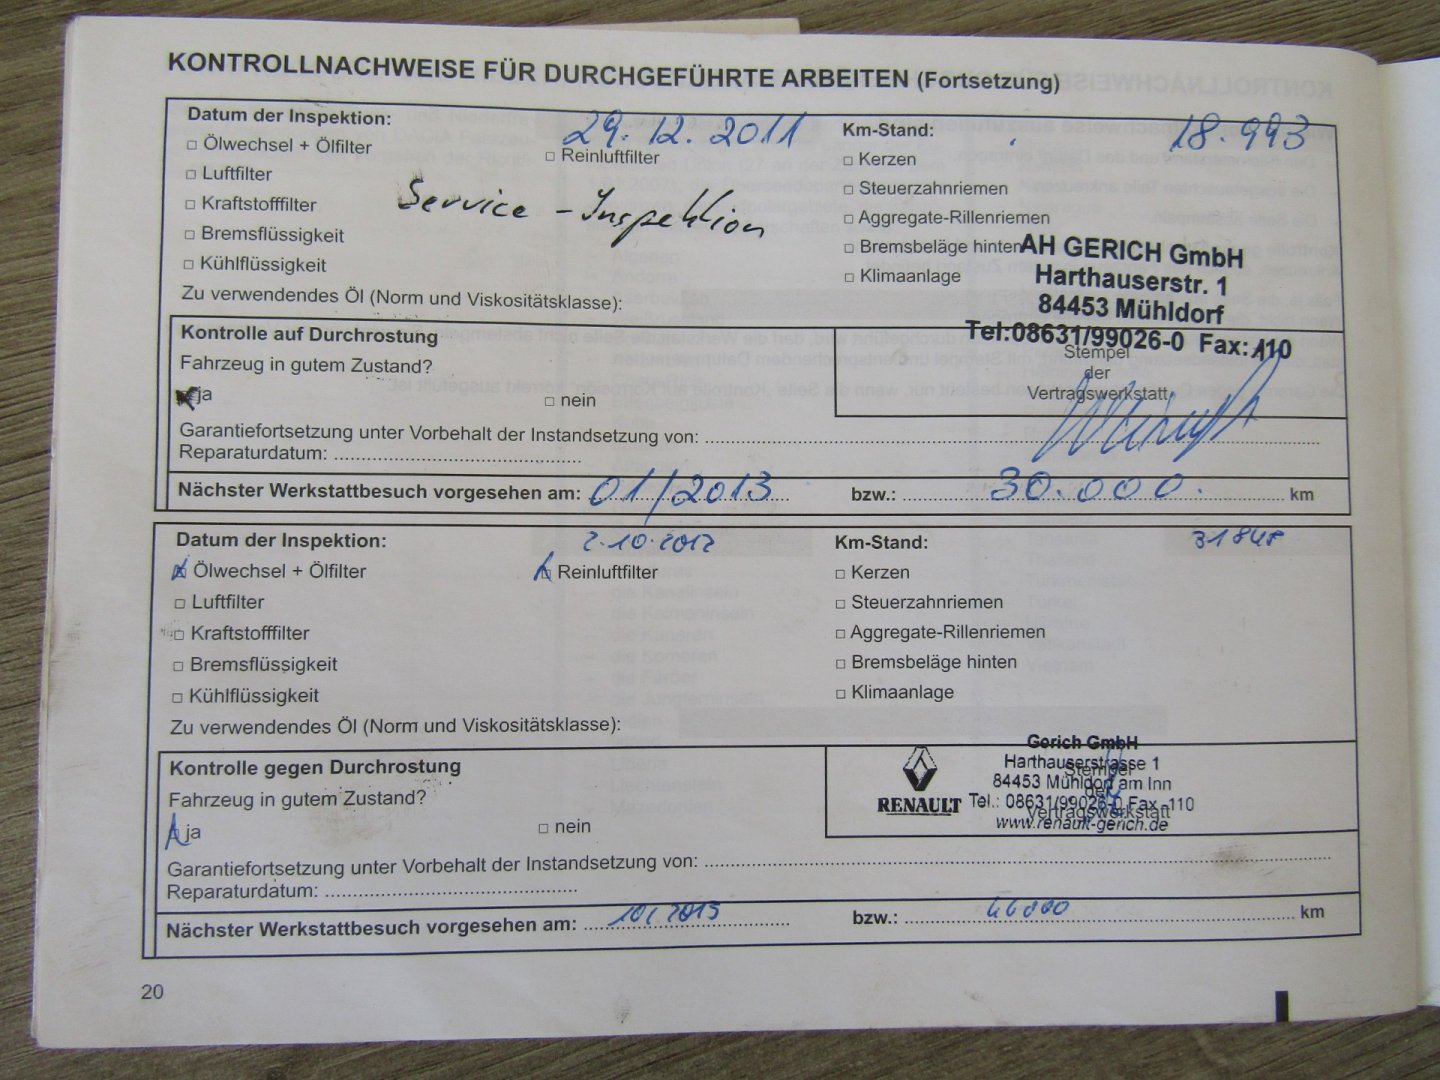 KONTROLLNACHWEISE FÜR DURCHGEFÜHRTE ARBEITEN (Fortsetzung)
Datum der Inspektion: 29.12.2011 Km-Stand: 18.993
□ Ölwechsel + Ölfilter □ Reinluftfilter □ Kerzen
□ Luftfilter □ Steuerzahnriemen
□ Kraftstofffilter Service - Inspektion □ Aggregate-Rillenriemen
□ Bremsflüssigkeit □ Bremsbeläge hinten
□ Kühlflüssigkeit □ Klimaanlage
AH GERICH GmbH
Harthauserstr. 1
84453 Mühldorf
Tel:08631/99026-0 Fax:-110
Zu verwendendes Öl (Norm und Viskositätsklasse):
Kontrolle auf Durchrostung
Fahrzeug in gutem Zustand?
ja □ nein
Stempel
der
Vertragswerkstatt
Garantiefortsetzung unter Vorbehalt der Instandsetzung von:
Reparaturdatum:
Nächster Werkstattbesuch vorgesehen am: 01/2013 bzw.: 30.000. km
Datum der Inspektion: 2.10.2012 Km-Stand: 31848
Ölwechsel + Ölfilter Reinluftfilter □ Kerzen
□ Luftfilter □ Steuerzahnriemen
□ Kraftstofffilter □ Aggregate-Rillenriemen
□ Bremsflüssigkeit □ Bremsbeläge hinten
□ Kühlflüssigkeit □ Klimaanlage
Zu verwendendes Öl (Norm und Viskositätsklasse):
Kontrolle gegen Durchrostung
Fahrzeug in gutem Zustand?
ja □ nein
RENAULT
Gerich GmbH
Harthauserstrasse 1
84453 Mühldorf am Inn
Tel.: 08631/99026-0 Fax -110
www.renault-gerich.de
Stempel
der
Vertragswerkstatt
Garantiefortsetzung unter Vorbehalt der Instandsetzung von:
Reparaturdatum:
Nächster Werkstattbesuch vorgesehen am: bzw.: km
20